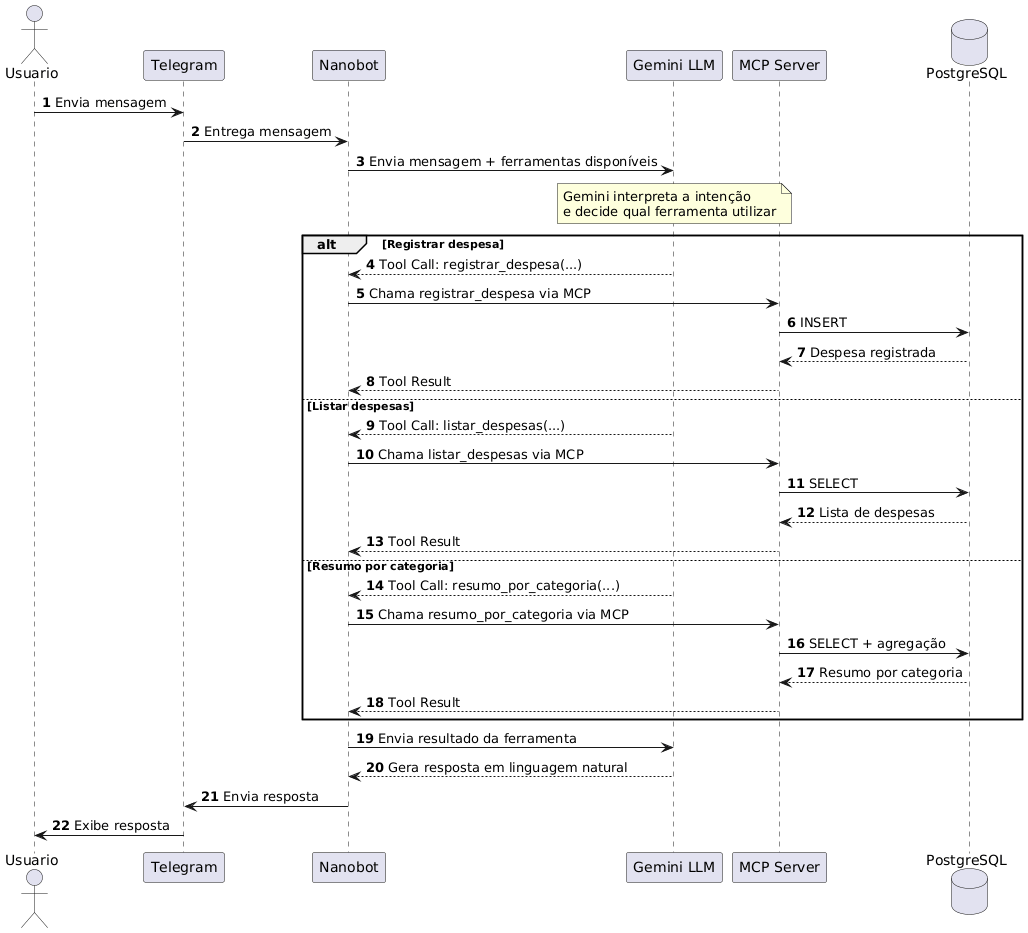 Usuario
Telegram
Nanobot
Gemini LLM
MCP Server
PostgreSQL
1 Envia mensagem
2 Entrega mensagem
3 Envia mensagem + ferramentas disponíveis
Gemini interpreta a intenção
e decide qual ferramenta utilizar
alt [Registrar despesa]
4 Tool Call: registrar_despesa(...)
5 Chama registrar_despesa via MCP
6 INSERT
7 Despesa registrada
8 Tool Result
[Listar despesas]
9 Tool Call: listar_despesas(...)
10 Chama listar_despesas via MCP
11 SELECT
12 Lista de despesas
13 Tool Result
[Resumo por categoria]
14 Tool Call: resumo_por_categoria(...)
15 Chama resumo_por_categoria via MCP
16 SELECT + agregação
17 Resumo por categoria
18 Tool Result
19 Envia resultado da ferramenta
20 Gera resposta em linguagem natural
21 Envia resposta
22 Exibe resposta
Usuario
Telegram
Nanobot
Gemini LLM
MCP Server
PostgreSQL